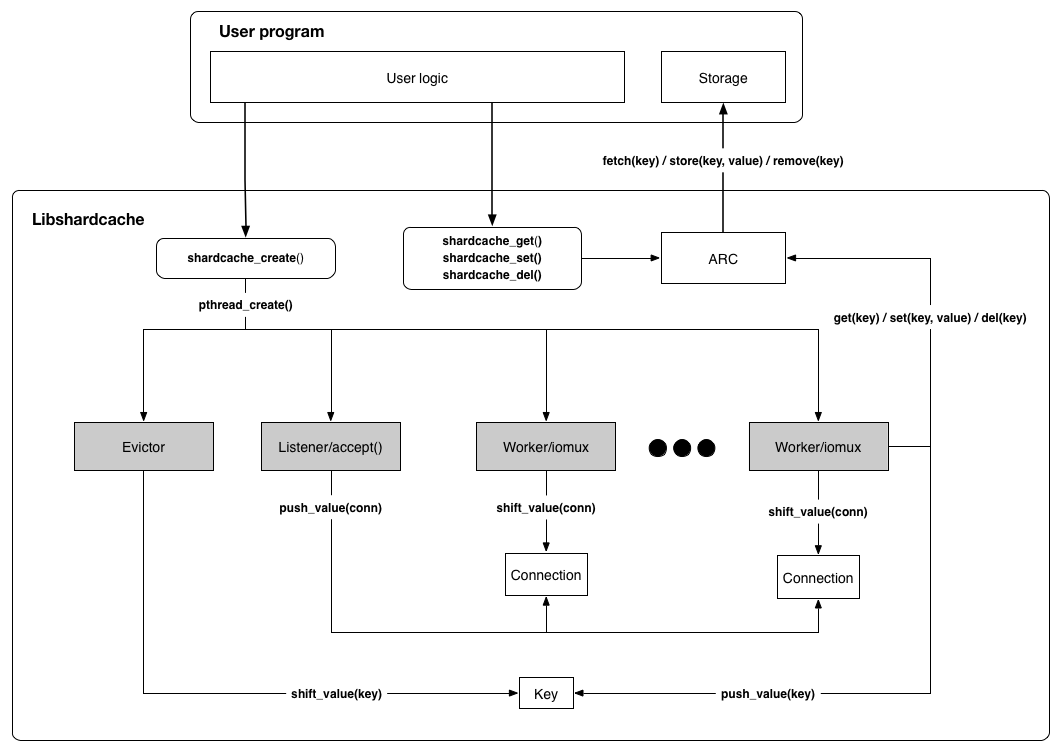 User program
User logic
Storage
fetch(key) / store(key, value) / remove(key)
Libshardcache
shardcache_create()
shardcache_get()
shardcache_set()
shardcache_del()
ARC
pthread_create()
get(key) / set(key, value) / del(key)
Evictor
Listener/accept()
Worker/iomux
Worker/iomux
push_value(conn)
shift_value(conn)
shift_value(conn)
Connection
Connection
shift_value(key)
Key
push_value(key)